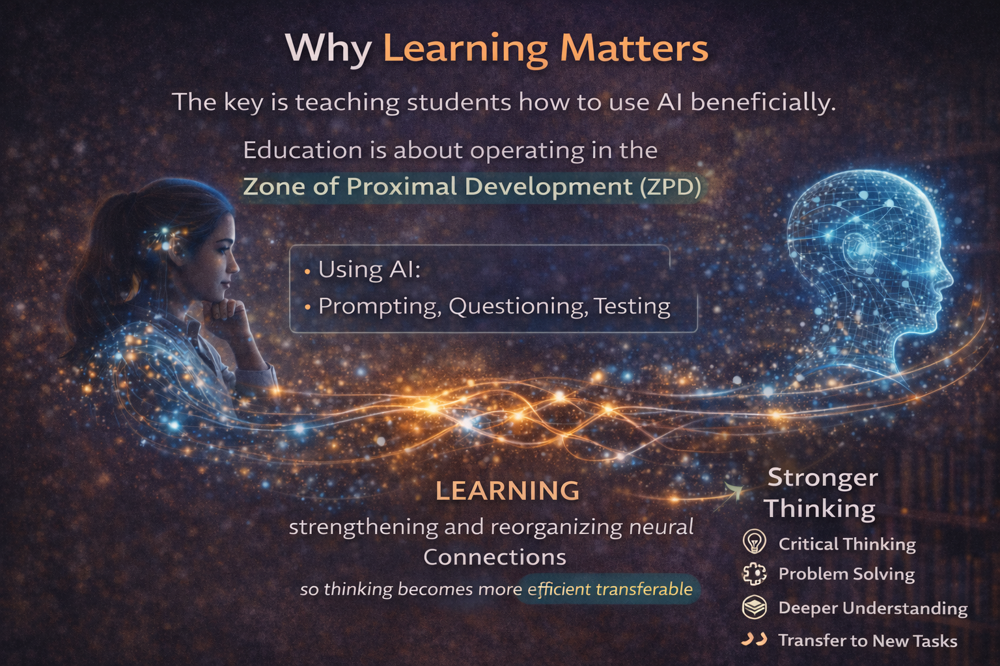 Why Learning Matters
The key is teaching students how to use AI beneficially.
Education is about operating in the
Zone of Proximal Development (ZPD)
• Using AI:
• Prompting, Questioning, Testing
LEARNING
strengthening and reorganizing neural
Connections
so thinking becomes more efficient transferable
Stronger
Thinking
Critical Thinking
Problem Solving
Deeper Understanding
Transfer to New Tasks